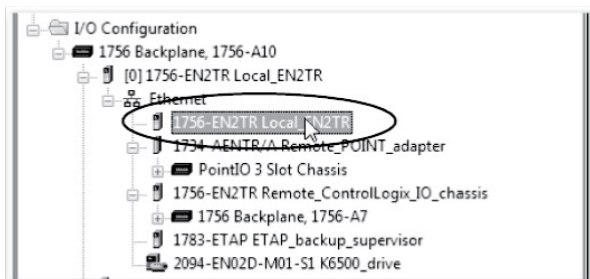 I/O Configuration
1756 Backplane, 1756-A10
[0] 1756-EN2TR Local_EN2TR
Ethernet
1756-EN2TR Local_EN2TR
1734-AENTR/A Remote_POINT_adapter
PointIO 3 Slot Chassis
1756-EN2TR Remote_ControlLogix_IO_chassis
1756 Backplane, 1756-A7
1783-ETAP ETAP_backup_supervisor
2094-EN02D-M01-S1 K6500_drive